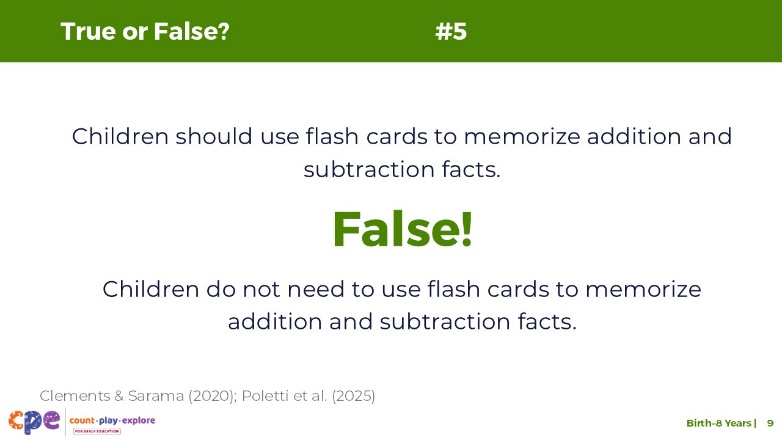 True or False? #5
Children should use flash cards to memorize addition and
subtraction facts.
False!
Children do not need to use flash cards to memorize
addition and subtraction facts.
Clements & Sarama (2020); Poletti et al. (2025)
cpe count·play·explore
FOR EARLY EDUCATION
Birth–8 Years | 9